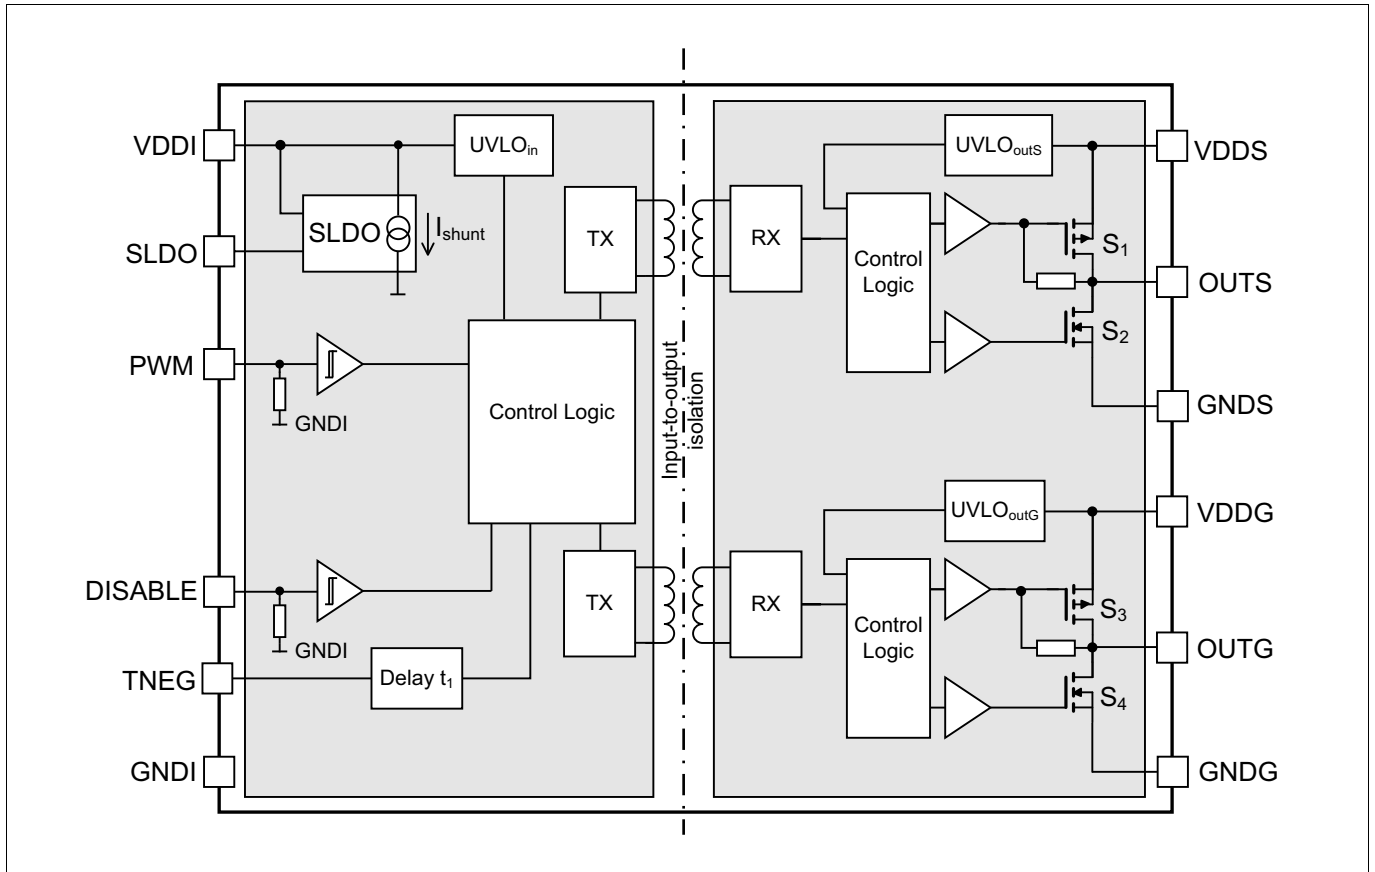 VDDI
SLDO
PWM
DISABLE
TNEG
GNDI
UVLOin
SLDO
Ishunt
TX
GNDI
Control Logic
GNDI
TX
Delay t1
Input-to-output
isolation
UVLOoutS
RX
Control
Logic
S1
S2
UVLOoutG
RX
Control
Logic
S3
S4
VDDS
OUTS
GNDS
VDDG
OUTG
GNDG